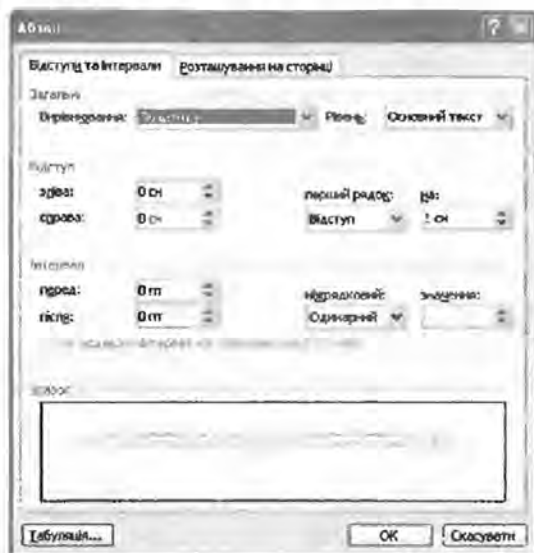 Абзац
Відступи та інтервали Розташування на сторінці
Загальні
Вирівнювання: Рівень: Основний текст
Відступ
зліва: 0 см перший рядок: на:
справа: 0 см Відступ 1 см
Інтервал
перед: 0 пт міжрядковий: значення:
після: 0 пт Одинарний
Зразок
Табуляція... ОК Скасувати